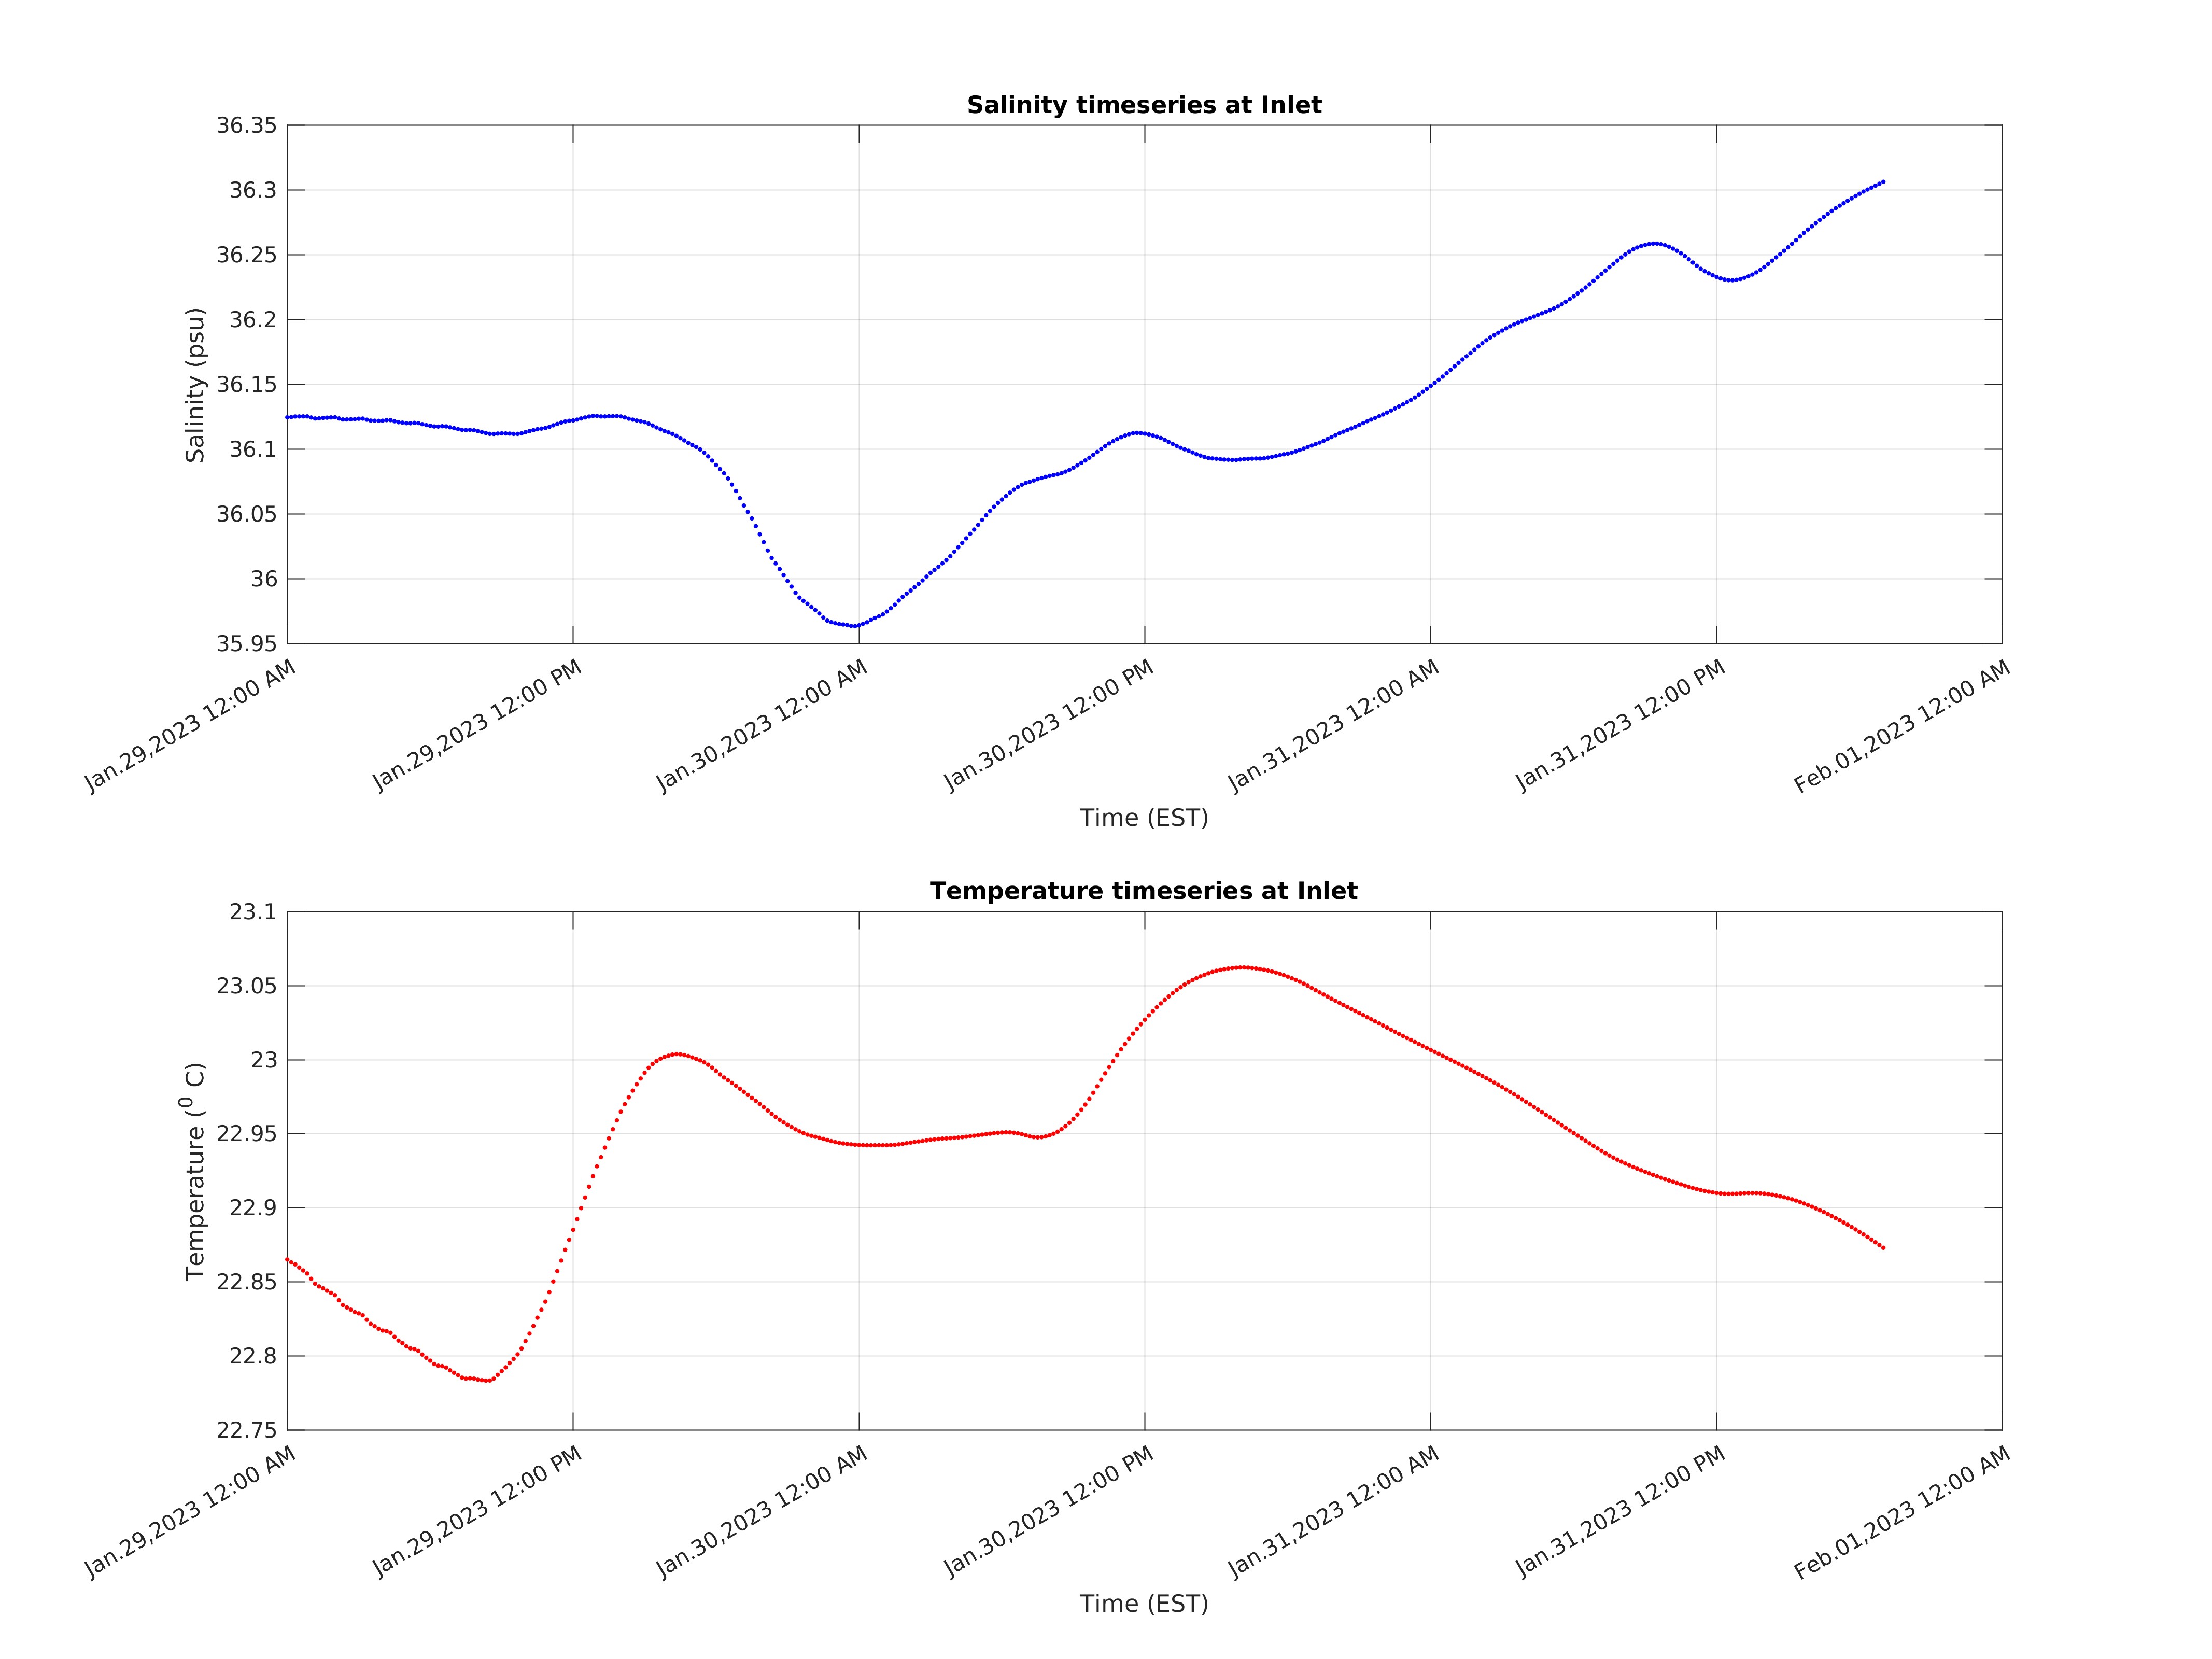 Salinity timeseries at Inlet
36.35
36.3
36.25
36.2
36.15
36.1
36.05
36
35.95
Salinity (psu)
Jan.29,2023 12:00 AM
Jan.29,2023 12:00 PM
Jan.30,2023 12:00 AM
Jan.30,2023 12:00 PM
Jan.31,2023 12:00 AM
Jan.31,2023 12:00 PM
Feb.01,2023 12:00 AM
Time (EST)
Temperature timeseries at Inlet
23.1
23.05
23
22.95
22.9
22.85
22.8
22.75
Temperature (⁰ C)
Jan.29,2023 12:00 AM
Jan.29,2023 12:00 PM
Jan.30,2023 12:00 AM
Jan.30,2023 12:00 PM
Jan.31,2023 12:00 AM
Jan.31,2023 12:00 PM
Feb.01,2023 12:00 AM
Time (EST)